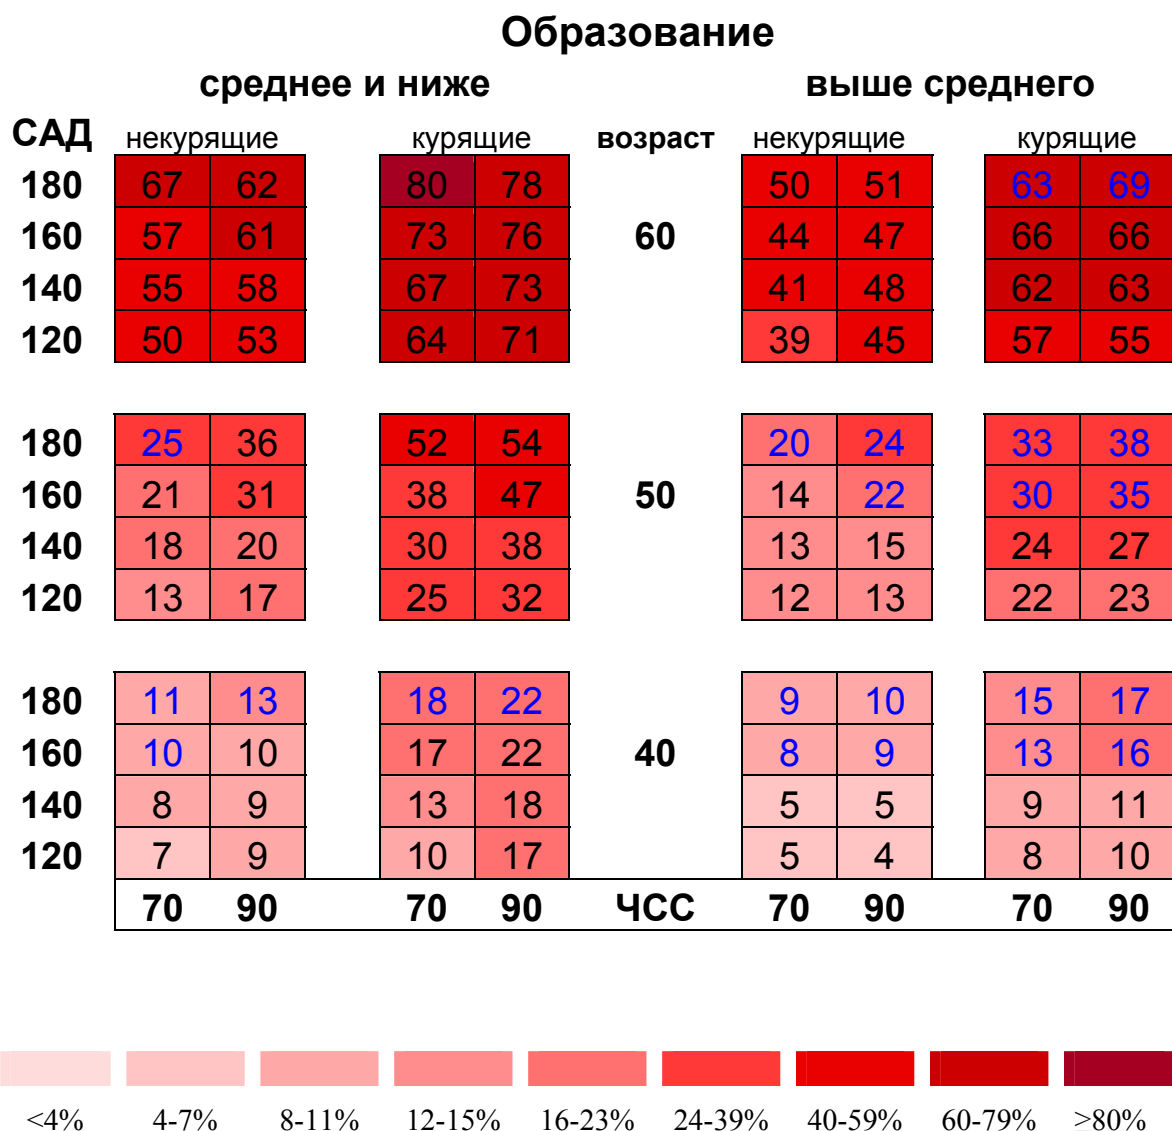 Образование
среднее и ниже выше среднего
САД некурящие курящие возраст некурящие курящие
180 67 62 80 78 50 51 63 69
160 57 61 73 76 60 44 47 66 66
140 55 58 67 73 41 48 62 63
120 50 53 64 71 39 45 57 55
180 25 36 52 54 20 24 33 38
160 21 31 38 47 50 14 22 30 35
140 18 20 30 38 13 15 24 27
120 13 17 25 32 12 13 22 23
180 11 13 18 22 9 10 15 17
160 10 10 17 22 40 8 9 13 16
140 8 9 13 18 5 5 9 11
120 7 9 10 17 5 4 8 10
70 90 70 90 ЧСС 70 90 70 90
<4% 4-7% 8-11% 12-15% 16-23% 24-39% 40-59% 60-79% >80%